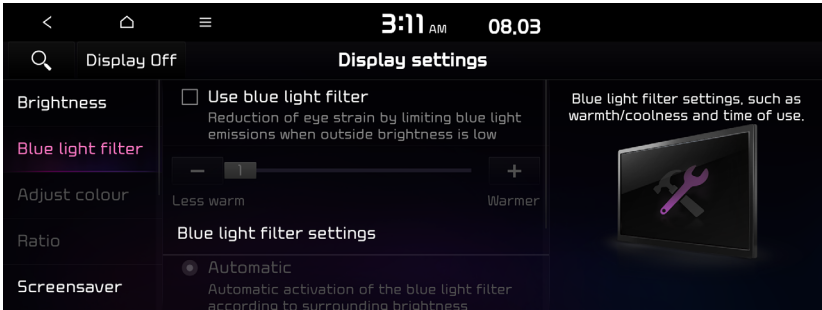 3:11 AM 08.03
Display Off
Display settings
Brightness
Blue light filter
Adjust colour
Ratio
Screensaver
Use blue light filter
Reduction of eye strain by limiting blue light
emissions when outside brightness is low
1
Less warm
Warmer
Blue light filter settings
Automatic
Automatic activation of the blue light filter
according to surrounding brightness
Blue light filter settings, such as
warmth/coolness and time of use.